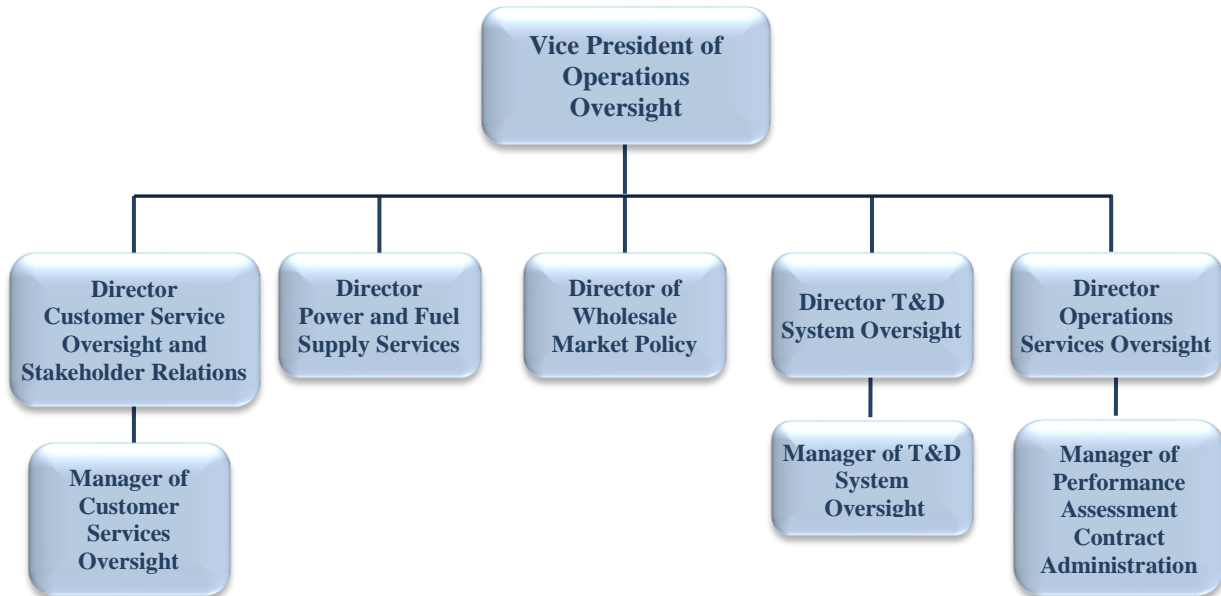 Vice President of
Operations
Oversight
Director
Customer Service
Oversight and
Stakeholder Relations
Director
Power and Fuel
Supply Services
Director of
Wholesale
Market Policy
Director T&D
System Oversight
Director
Operations
Services Oversight
Manager of
Customer
Services
Oversight
Manager of T&D
System
Oversight
Manager of
Performance
Assessment
Contract
Administration